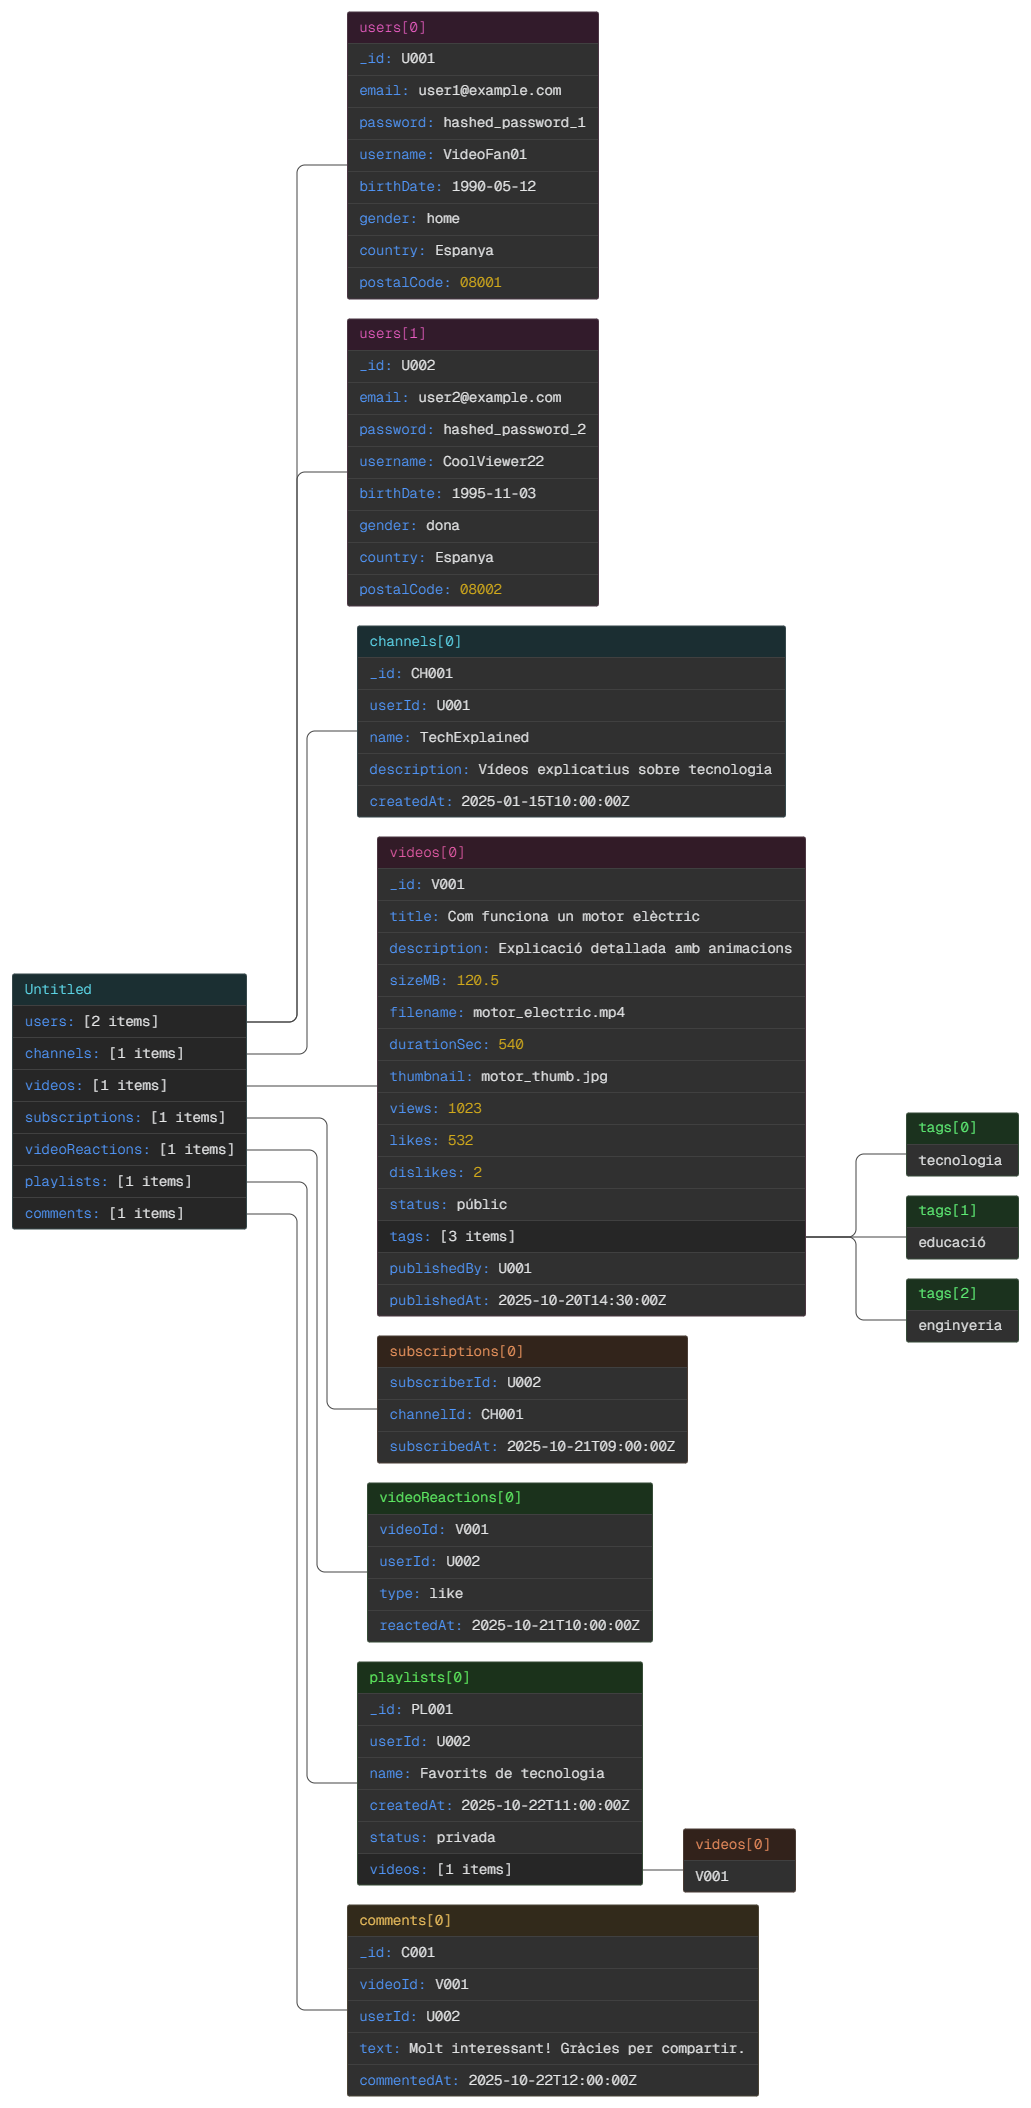 users[0]
_id: U001
email: user1@example.com
password: hashed_password_1
username: VideoFan01
birthDate: 1990-05-12
gender: home
country: Espanya
postalCode: 08001
users[1]
_id: U002
email: user2@example.com
password: hashed_password_2
username: CoolViewer22
birthDate: 1995-11-03
gender: dona
country: Espanya
postalCode: 08002
channels[0]
_id: CH001
userId: U001
name: TechExplained
description: Vídeos explicatius sobre tecnologia
createdAt: 2025-01-15T10:00:00Z
videos[0]
_id: V001
title: Com funciona un motor elèctric
description: Explicació detallada amb animacions
sizeMB: 120.5
filename: motor_electric.mp4
durationSec: 540
thumbnail: motor_thumb.jpg
views: 1023
likes: 532
dislikes: 2
status: públic
tags: [3 items]
publishedBy: U001
publishedAt: 2025-10-20T14:30:00Z
Untitled
users: [2 items]
channels: [1 items]
videos: [1 items]
subscriptions: [1 items]
videoReactions: [1 items]
playlists: [1 items]
comments: [1 items]
tags[0]
tecnologia
tags[1]
educació
tags[2]
enginyeria
subscriptions[0]
subscriberId: U002
channelId: CH001
subscribedAt: 2025-10-21T09:00:00Z
videoReactions[0]
videoId: V001
userId: U002
type: like
reactedAt: 2025-10-21T10:00:00Z
playlists[0]
_id: PL001
userId: U002
name: Favorits de tecnologia
createdAt: 2025-10-22T11:00:00Z
status: privada
videos: [1 items]
videos[0]
V001
comments[0]
_id: C001
videoId: V001
userId: U002
text: Molt interessant! Gràcies per compartir.
commentedAt: 2025-10-22T12:00:00Z